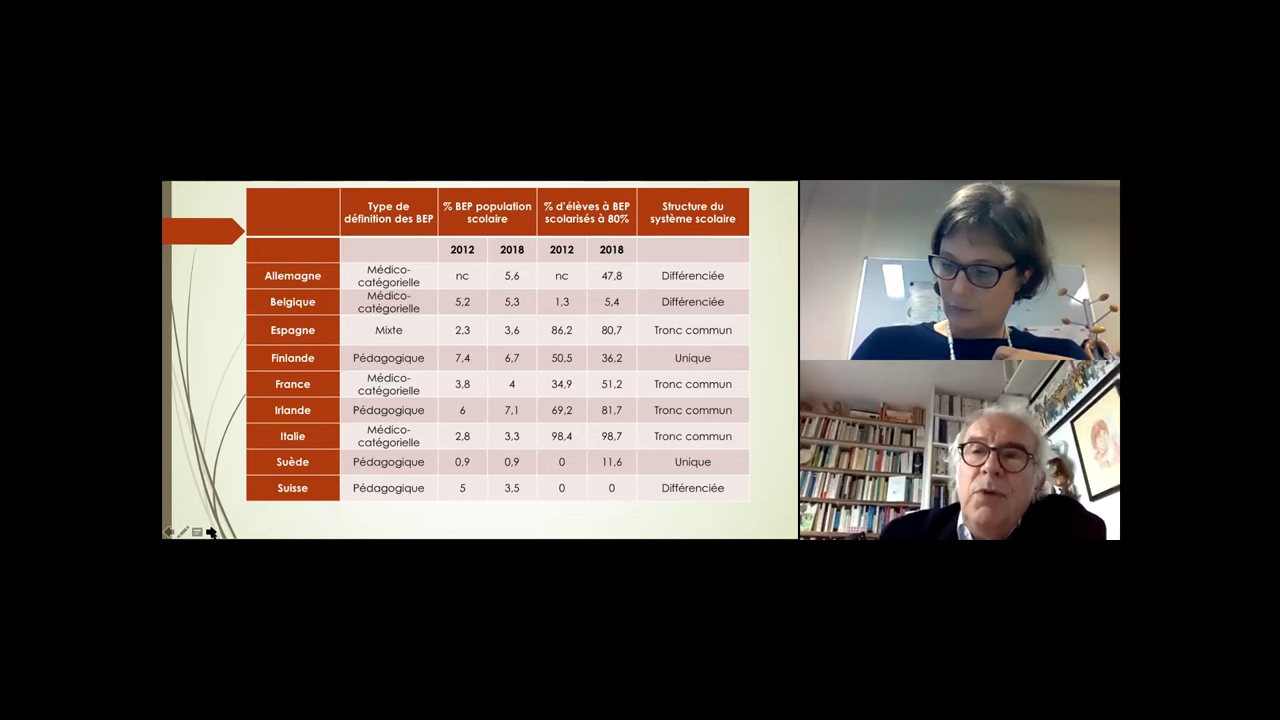 Type de définition des BEP | % BEP population scolaire | % d'élèves à BEP scolarisés à 80% | Structure du système scolaire
2012 | 2018 | 2012 | 2018
Allemagne | Médico-catégorielle | nc | 5,6 | nc | 47,8 | Différenciée
Belgique | Médico-catégorielle | 5,2 | 5,3 | 1,3 | 5,4 | Différenciée
Espagne | Mixte | 2,3 | 3,6 | 86,2 | 80,7 | Tronc commun
Finlande | Pédagogique | 7,4 | 6,7 | 50,5 | 36,2 | Unique
France | Médico-catégorielle | 3,8 | 4 | 34,9 | 51,2 | Tronc commun
Irlande | Pédagogique | 6 | 7,1 | 69,2 | 81,7 | Tronc commun
Italie | Médico-catégorielle | 2,8 | 3,3 | 98,4 | 98,7 | Tronc commun
Suède | Pédagogique | 0,9 | 0,9 | 0 | 11,6 | Unique
Suisse | Pédagogique | 5 | 3,5 | 0 | 0 | Différenciée